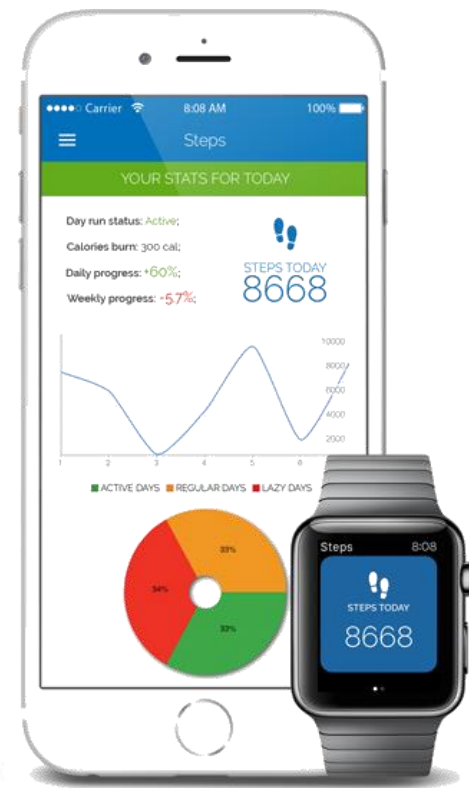 ●●●●○ Carrier 8:08 AM 100%
Steps
YOUR STATS FOR TODAY
Day run status: Active;
Calories burn: 300 cal;
Daily progress: +60%;
Weekly progress: -5.7%;
STEPS TODAY
8668
10000
8000
6000
4000
2000
1 2 3 4 5 6
ACTIVE DAYS REGULAR DAYS LAZY DAYS
33%
34%
33%
Steps 8:08
STEPS TODAY
8668